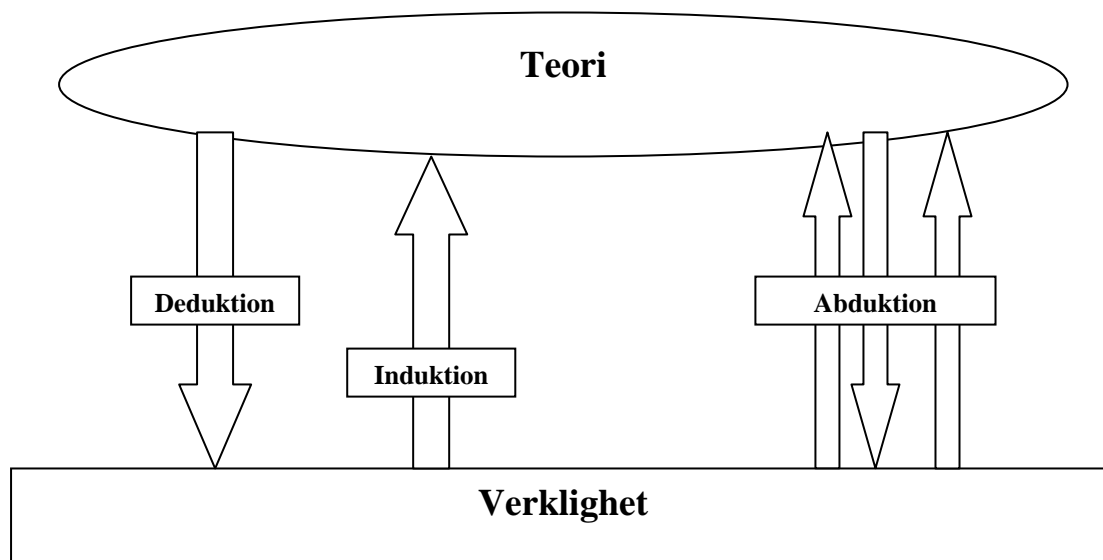 Teori
Deduktion
Abduktion
Induktion
Verklighet